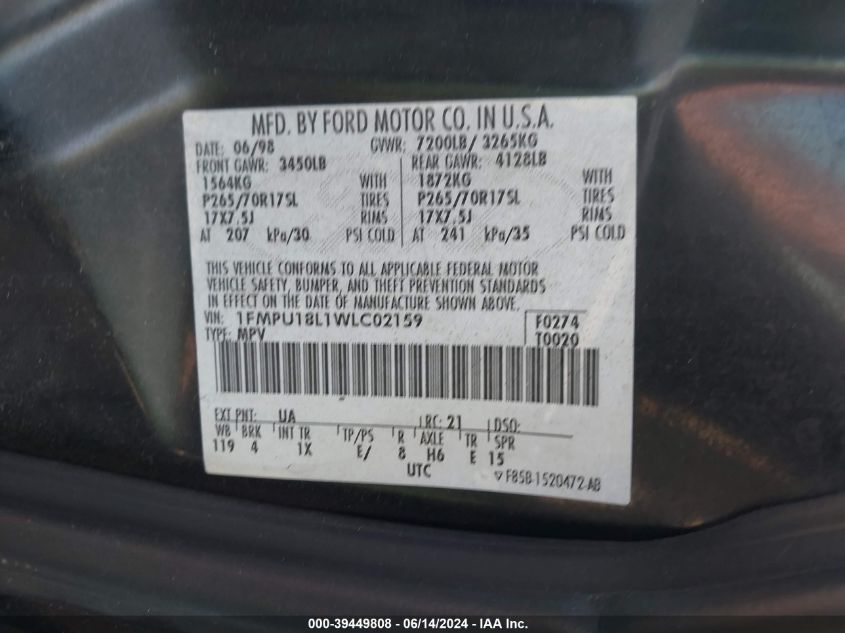 MFD. BY FORD MOTOR CO. IN U.S.A.
DATE: 06/98 GVWR: 7200LB/ 3265KG
FRONT GAWR: 3450LB REAR GAWR: 4128LB
1564KG WITH 1872KG WITH
P265/70R17SL TIRES P265/70R17SL TIRES
17X7.5J RIMS 17X7.5J RIMS
AT 207 kPa/30 PSI COLD AT 241 kPa/35 PSI COLD
THIS VEHICLE CONFORMS TO ALL APPLICABLE FEDERAL MOTOR
VEHICLE SAFETY, BUMPER, AND THEFT PREVENTION STANDARDS
IN EFFECT ON THE DATE OF MANUFACTURE SHOWN ABOVE.
VIN: 1FMPU18L1WLC02159 F0274
TYPE: MPV T0020
EXT PNT: UA RC: 21 DSO:
WB BRK INT TR TP/PS R AXLE TR SPR
119 4 1X E/ 8 H6 E 15
UTC ▽F85B-1520472-AB
000-39449808 - 06/14/2024 - IAA Inc.